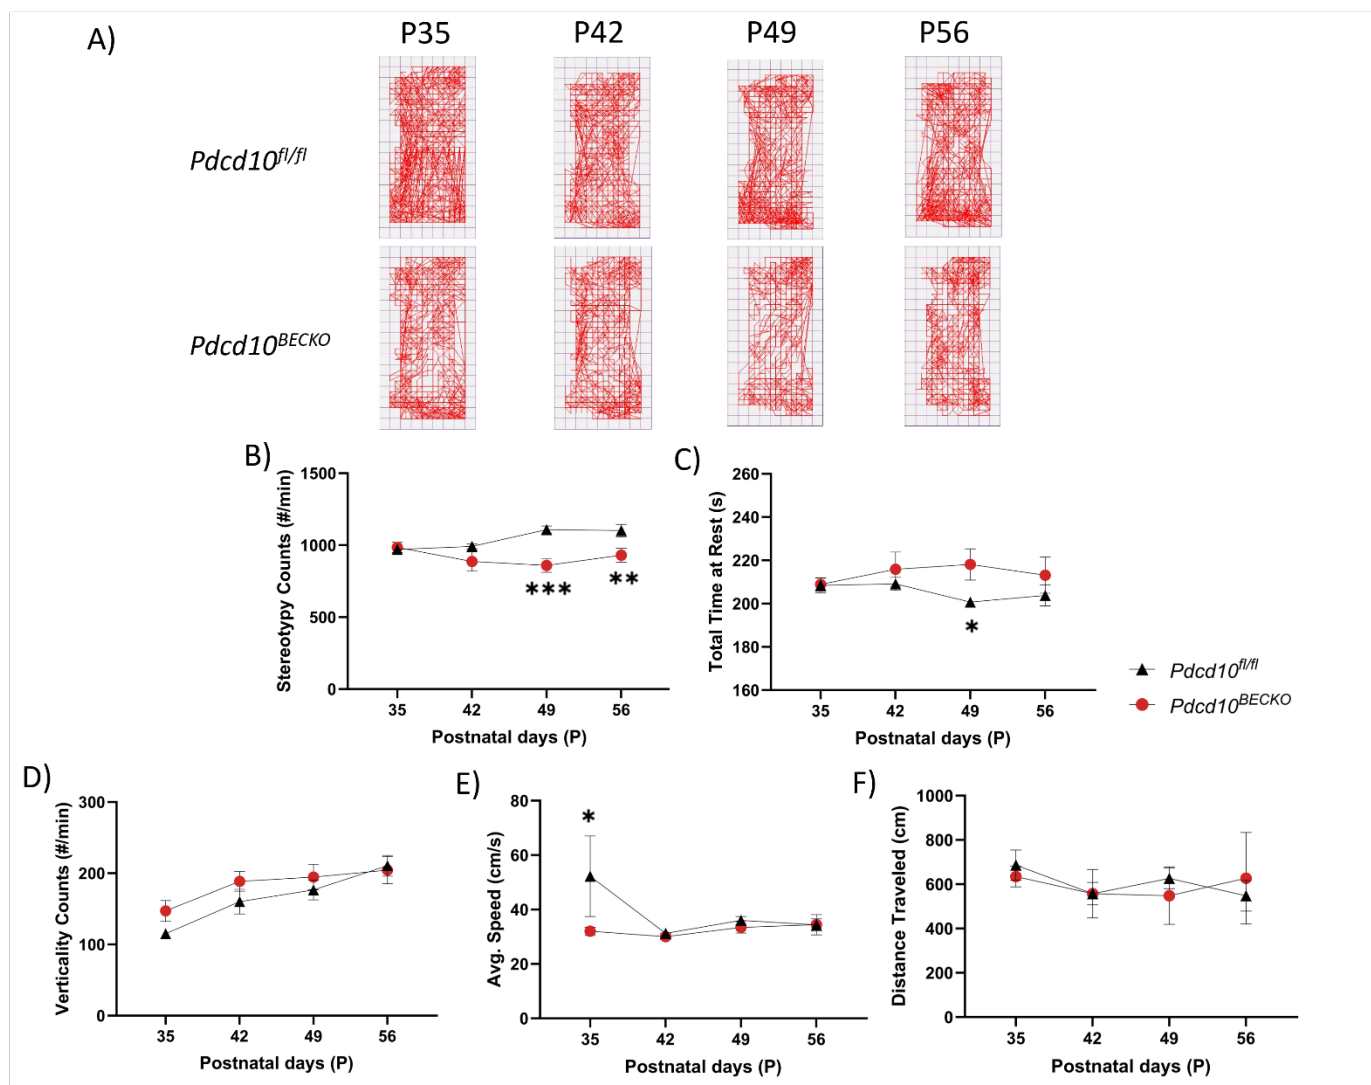 A)
P35 P42 P49 P56
Pdcd10fl/fl
Pdcd10BECKO
B)
Stereotypy Counts (#/min)
1500
1000
500
0
***
**
35 42 49 56
Postnatal days (P)
C)
Total Time at Rest (s)
260
240
220
200
180
160
*
35 42 49 56
Postnatal days (P)
Pdcd10fl/fl
Pdcd10BECKO
D)
Verticality Counts (#/min)
300
200
100
0
35 42 49 56
Postnatal days (P)
E)
Avg. Speed (cm/s)
80
60
40
20
0
*
35 42 49 56
Postnatal days (P)
F)
Distance Traveled (cm)
1000
800
600
400
200
0
35 42 49 56
Postnatal days (P)